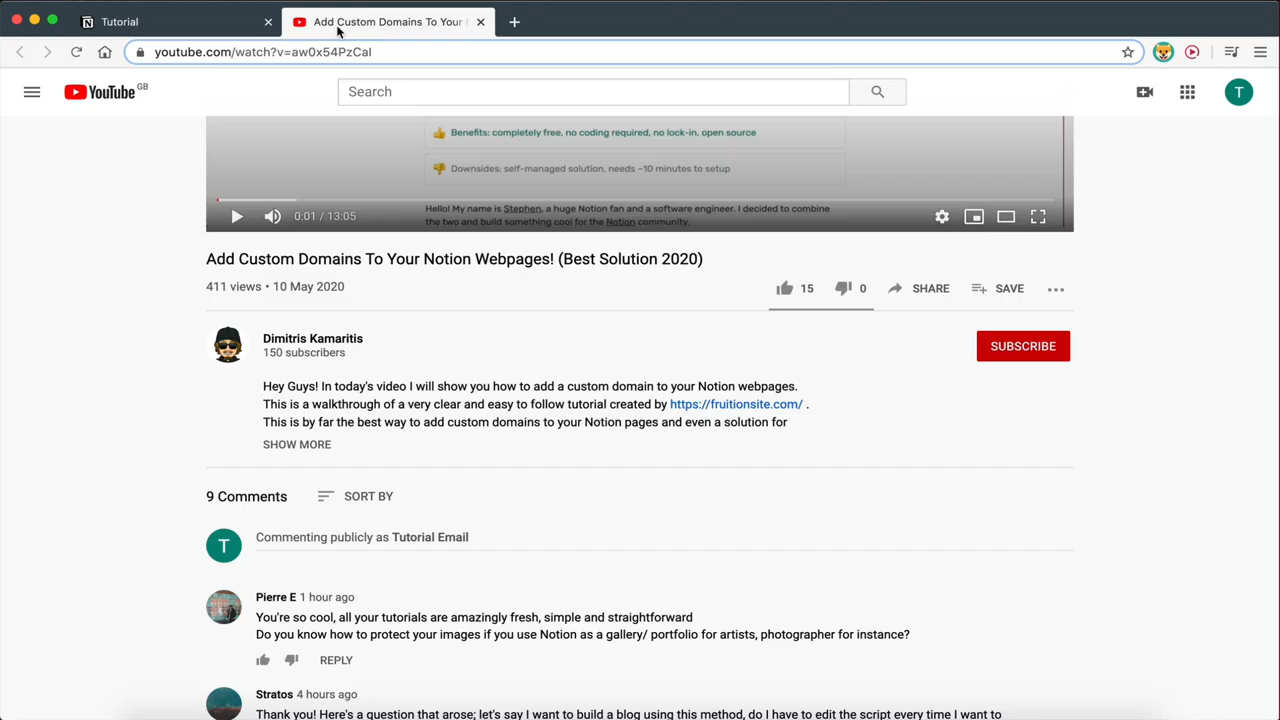 Tutorial
Add Custom Domains To Your
youtube.com/watch?v=aw0x54PzCaI
YouTube GB
Search
T
👍 Benefits: completely free, no coding required, no lock-in, open source
👎 Downsides: self-managed solution, needs ~10 minutes to setup
Hello! My name is Stephen, a huge Notion fan and a software engineer. I decided to combine
the two and build something cool for the Notion community.
0:01 / 13:05
Add Custom Domains To Your Notion Webpages! (Best Solution 2020)
411 views • 10 May 2020
15 0 SHARE SAVE
Dimitris Kamaritis
150 subscribers
SUBSCRIBE
Hey Guys! In today's video I will show you how to add a custom domain to your Notion webpages.
This is a walkthrough of a very clear and easy to follow tutorial created by https://fruitionsite.com/ .
This is by far the best way to add custom domains to your Notion pages and even a solution for
SHOW MORE
9 Comments SORT BY
T
Commenting publicly as Tutorial Email
Pierre E 1 hour ago
You're so cool, all your tutorials are amazingly fresh, simple and straightforward
Do you know how to protect your images if you use Notion as a gallery/ portfolio for artists, photographer for instance?
REPLY
Stratos 4 hours ago
Thank you! Here's a question that arose; let's say I want to build a blog using this method, do I have to edit the script every time I want to